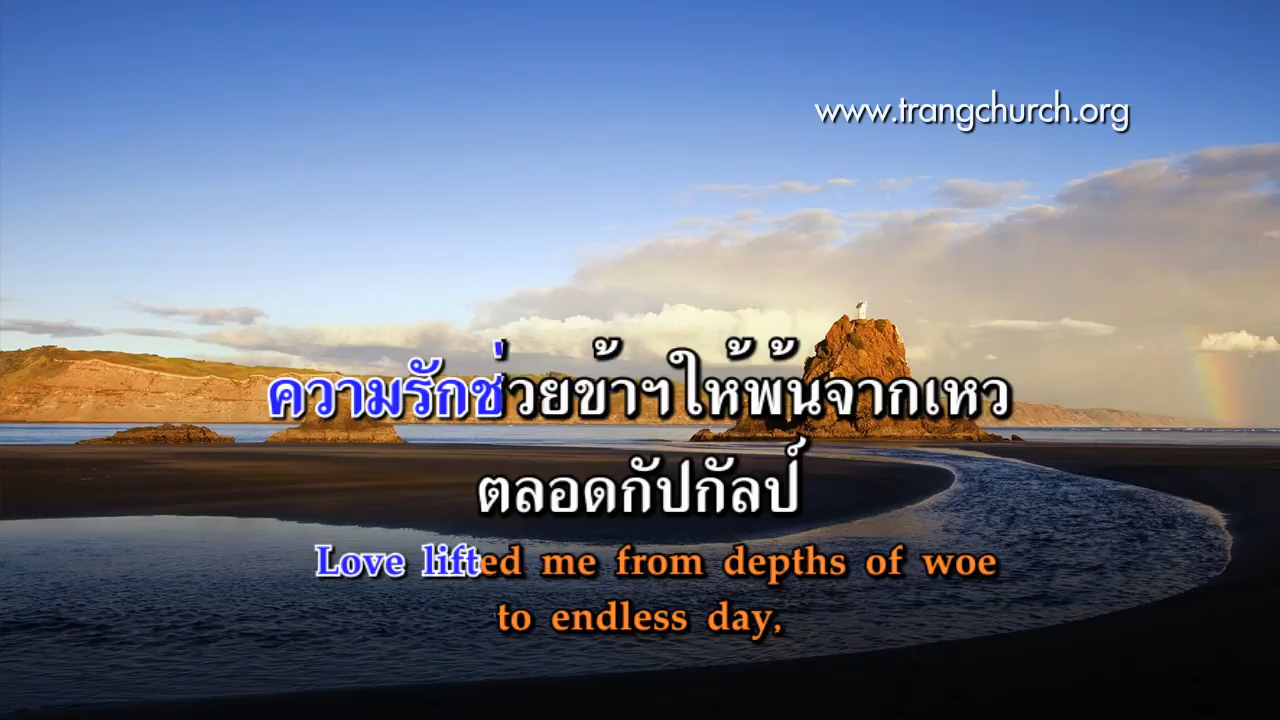 www.trangchurch.org
ความรักช่วยข้าฯให้พ้นจากเหว
ตลอดกัปกัลป์
Love lifted me from depths of woe
to endless day,